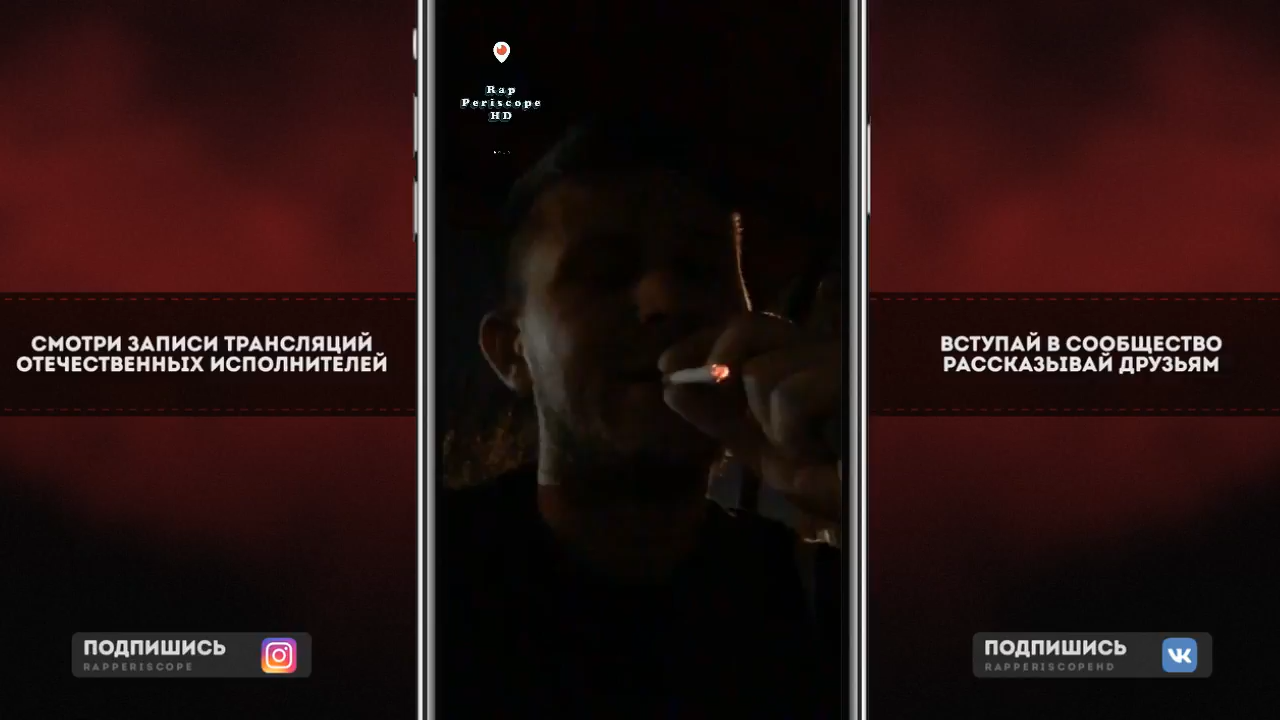 Rap
Periscope
HD
СМОТРИ ЗАПИСИ ТРАНСЛЯЦИЙ
ОТЕЧЕСТВЕННЫХ ИСПОЛНИТЕЛЕЙ
ВСТУПАЙ В СООБЩЕСТВО
РАССКАЗЫВАЙ ДРУЗЬЯМ
ПОДПИШИСЬ
RAPPERISCOPE
ПОДПИШИСЬ
RAPPERISCOPEHD